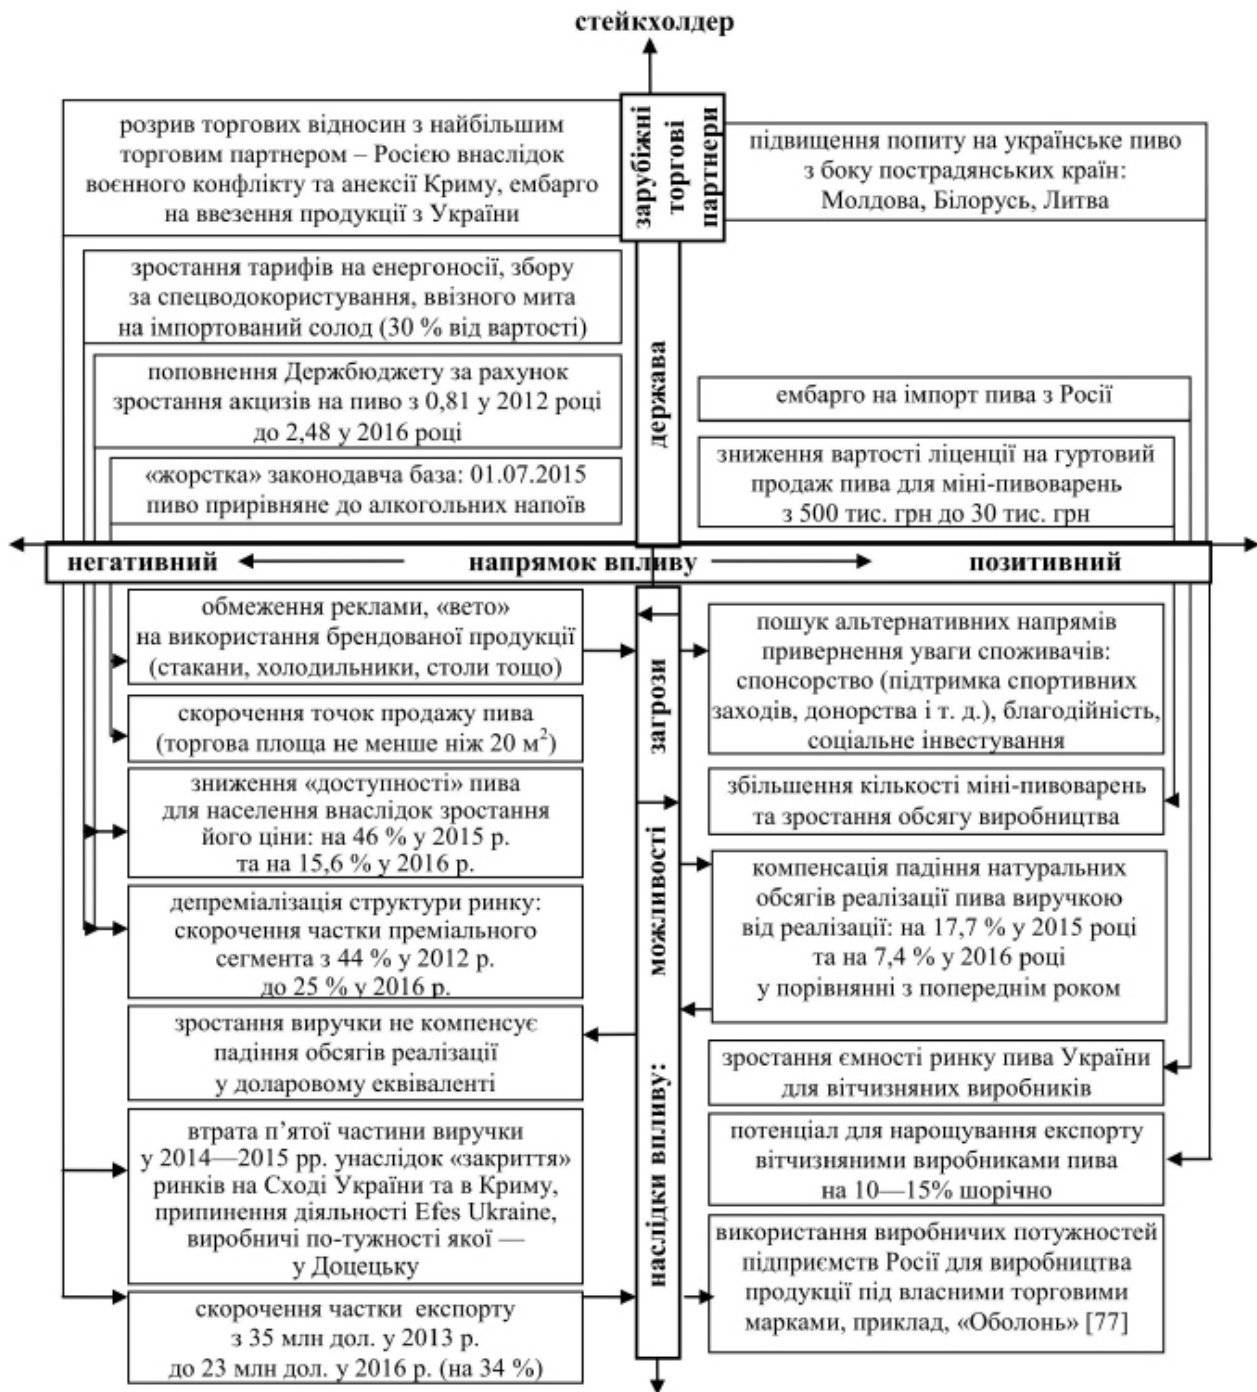 стейкхолдер
розрив торгових відносин з найбільшим
торговим партнером – Росією внаслідок
воєнного конфлікту та анексії Криму, ембарго
на ввезення продукції з України
зарубіжні
торгові
партнери
підвищення попиту на українське пиво
з боку пострадянських країн:
Молдова, Білорусь, Литва
зростання тарифів на енергоносії, збору
за спецводокористування, ввізного мита
на імпортований солод (30 % від вартості)
держава
поповнення Держбюджету за рахунок
зростання акцизів на пиво з 0,81 у 2012 році
до 2,48 у 2016 році
ембарго на імпорт пива з Росії
«жорстка» законодавча база: 01.07.2015
пиво прирівняне до алкогольних напоїв
зниження вартості ліценції на гуртовий
продаж пива для міні-пивоварень
з 500 тис. грн до 30 тис. грн
негативний напрямок впливу позитивний
обмеження реклами, «вето»
на використання брендованої продукції
(стакани, холодильники, столи тощо)
скорочення точок продажу пива
(торгова площа не менше ніж 20 м²)
зниження «доступності» пива
для населення внаслідок зростання
його ціни: на 46 % у 2015 р.
та на 15,6 % у 2016 р.
депреміалізація структури ринку:
скорочення частки преміального
сегмента з 44 % у 2012 р.
до 25 % у 2016 р.
зростання виручки не компенсує
падіння обсягів реалізації
у доларовому еквіваленті
втрата п’ятої частини виручки
у 2014—2015 рр. унаслідок «закриття»
ринків на Сході України та в Криму,
припинення діяльності Efes Ukraine,
виробничі по-тужності якої —
у Доцецьку
скорочення частки експорту
з 35 млн дол. у 2013 р.
до 23 млн дол. у 2016 р. (на 34 %)
наслідки впливу: можливості загрози
пошук альтернативних напрямів
привернення уваги споживачів:
спонсорство (підтримка спортивних
заходів, донорства і т. д.), благодійність,
соціальне інвестування
збільшення кількості міні-пивоварень
та зростання обсягу виробництва
компенсація падіння натуральних
обсягів реалізації пива виручкою
від реалізації: на 17,7 % у 2015 році
та на 7,4 % у 2016 році
у порівнянні з попереднім роком
зростання ємності ринку пива України
для вітчизняних виробників
потенціал для нарощування експорту
вітчизняними виробниками пива
на 10—15% шорічно
використання виробничих потужностей
підприємств Росії для виробництва
продукції під власними торговими
марками, приклад, «Оболонь» [77]